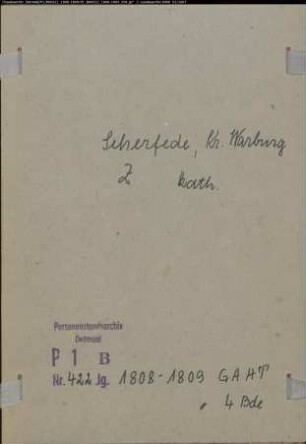 Scherfede, Kr. Warburg
Z kath.
Personenstandsarchiv
Detmold
P 1 B
Nr. 422 Jg. 1808-1809 GAHT
4 Bde